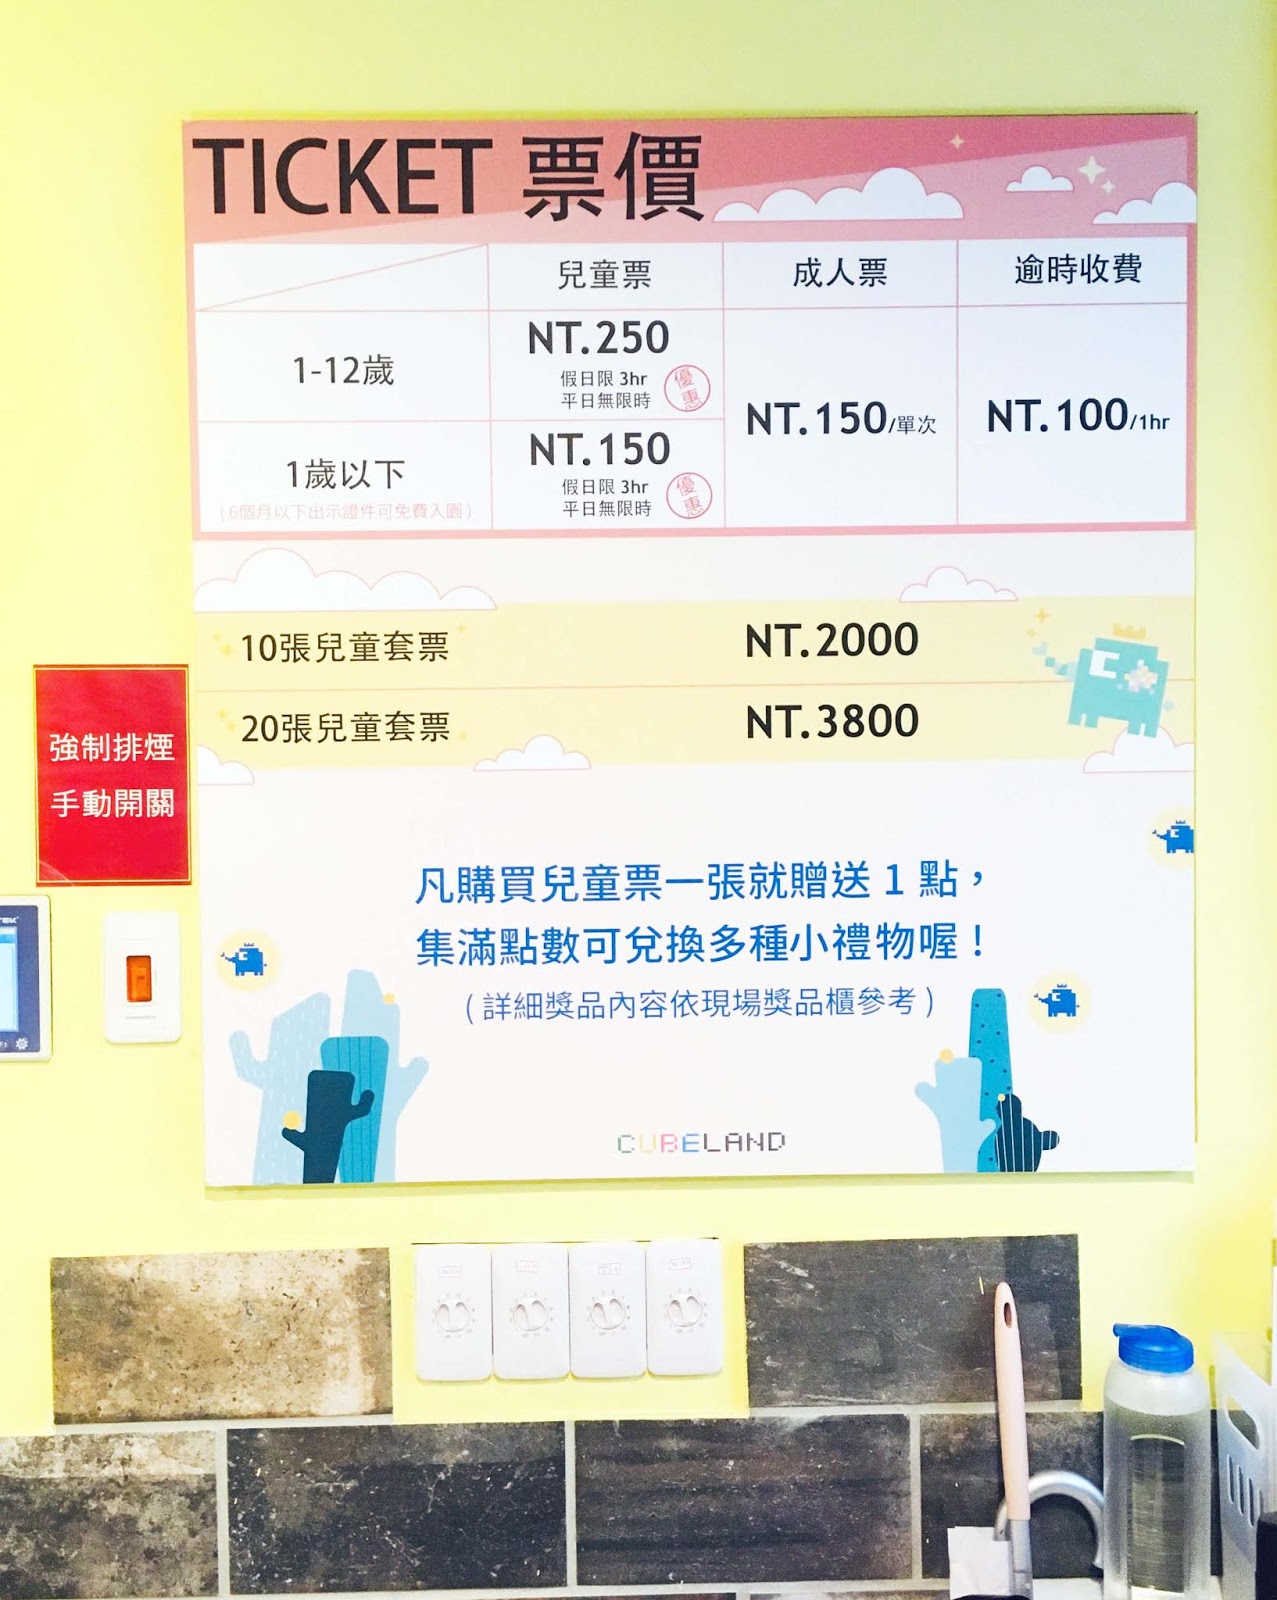 TICKET 票價
兒童票 成人票 逾時收費
1-12歲
NT.250
假日限 3hr
平日無限時
優惠
1歲以下
(6個月以下出示證件可免費入園)
NT.150
假日限 3hr
平日無限時
優惠
NT.150/單次
NT.100/1hr
10張兒童套票 NT.2000
20張兒童套票 NT.3800
強制排煙
手動開關
凡購買兒童票一張就贈送 1 點，
集滿點數可兌換多種小禮物喔！
(詳細獎品內容依現場獎品櫃參考)
CUBELAND